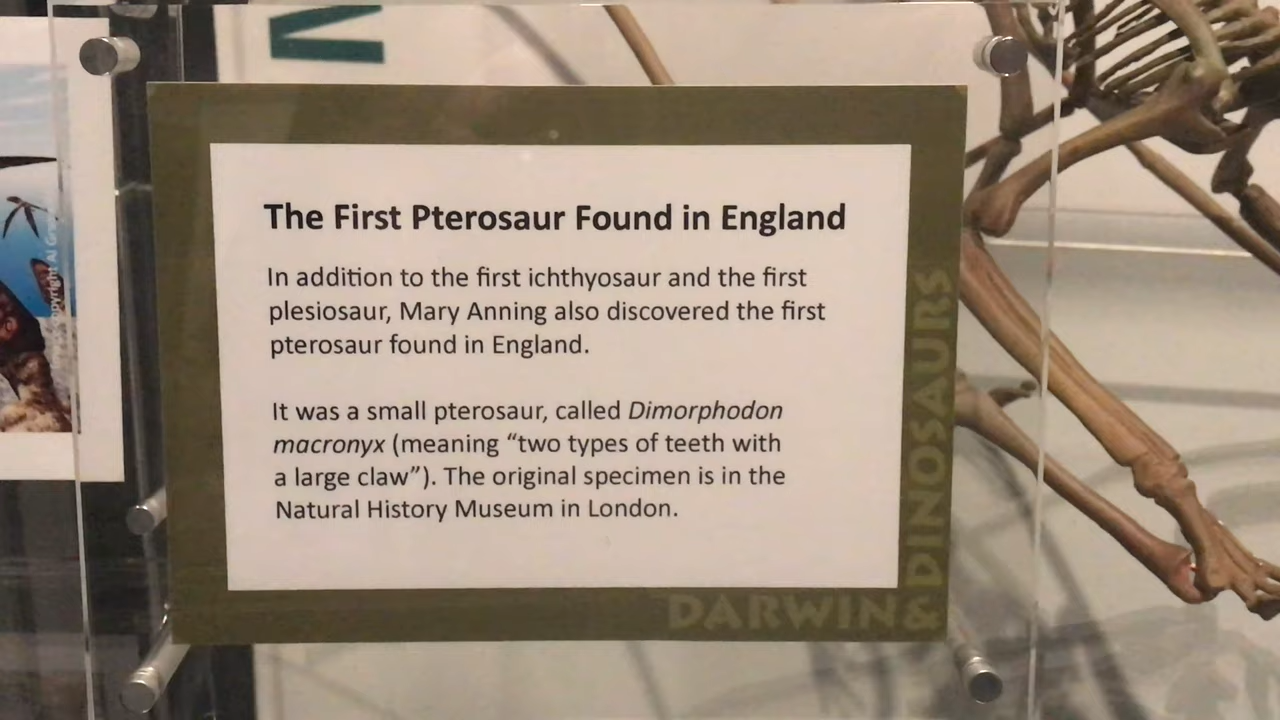 The First Pterosaur Found in England
In addition to the first ichthyosaur and the first
plesiosaur, Mary Anning also discovered the first
pterosaur found in England.
It was a small pterosaur, called Dimorphodon
macronyx (meaning “two types of teeth with
a large claw”). The original specimen is in the
Natural History Museum in London.
DARWIN&
DINOSAURS